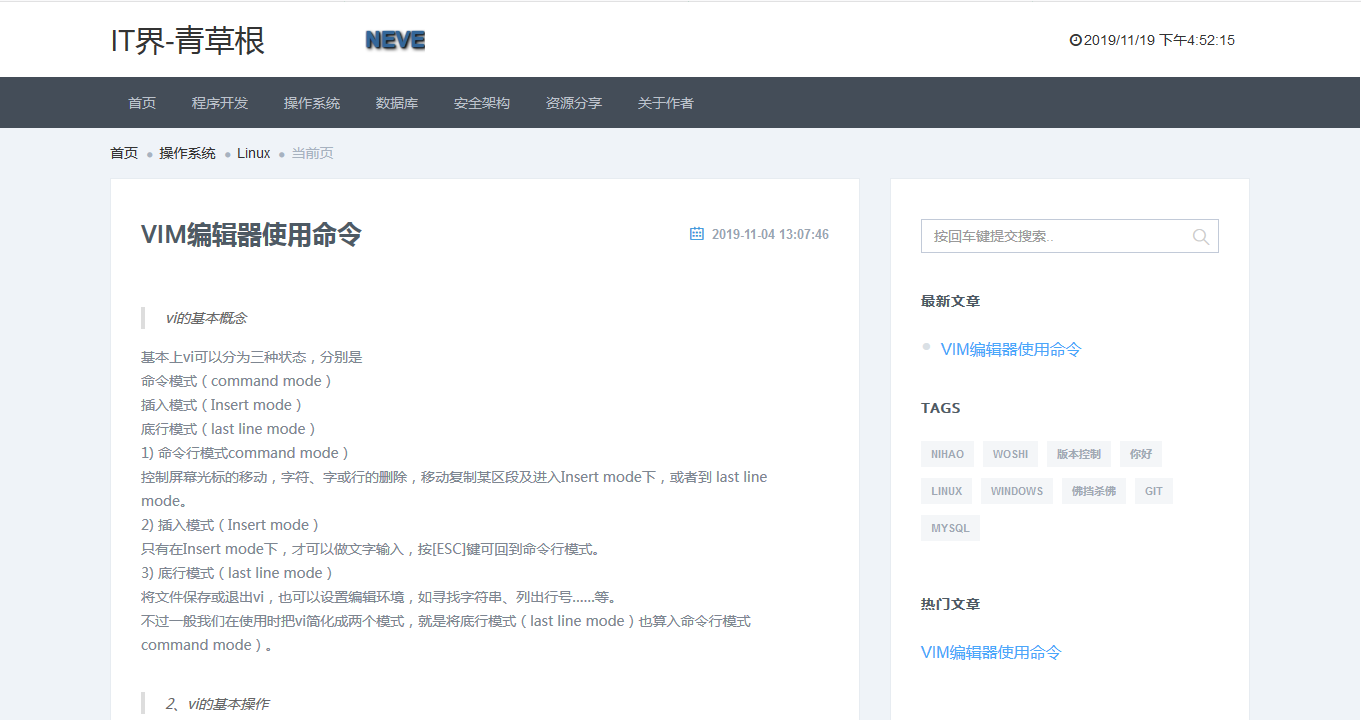 IT界-青草根
NEVE
2019/11/19 下午4:52:15
首页 程序开发 操作系统 数据库 安全架构 资源分享 关于作者
首页 操作系统 Linux 当前页
VIM编辑器使用命令
2019-11-04 13:07:46
vi的基本概念
基本上vi可以分为三种状态，分别是
命令模式（command mode）
插入模式（Insert mode）
底行模式（last line mode）
1) 命令行模式command mode）
控制屏幕光标的移动，字符、字或行的删除，移动复制某区段及进入Insert mode下，或者到 last line
mode。
2) 插入模式（Insert mode）
只有在Insert mode下，才可以做文字输入，按[ESC]键可回到命令行模式。
3) 底行模式（last line mode）
将文件保存或退出vi，也可以设置编辑环境，如寻找字符串、列出行号……等。
不过一般我们在使用时把vi简化成两个模式，就是将底行模式（last line mode）也算入命令行模式
command mode）。
2、vi的基本操作
按回车键提交搜索..
最新文章
VIM编辑器使用命令
TAGS
NIHAO WOSHI 版本控制 你好
LINUX WINDOWS 佛挡杀佛 GIT
MYSQL
热门文章
VIM编辑器使用命令